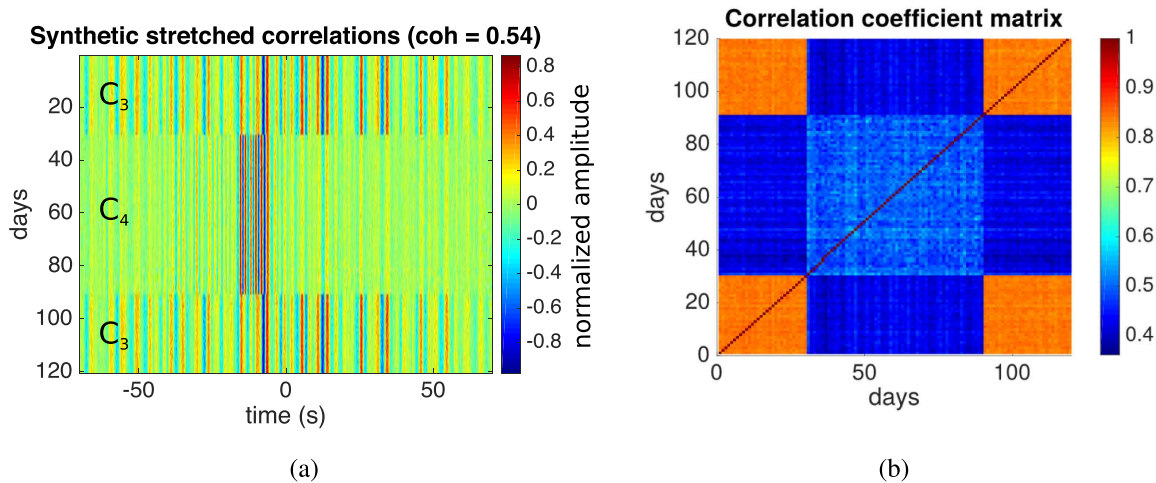 Synthetic stretched correlations (coh = 0.54)
C3
C4
C3
20
40
60
80
100
120
days
-50
0
50
time (s)
0.8
0.6
0.4
0.2
0
-0.2
-0.4
-0.6
-0.8
normalized amplitude
(a)
Correlation coefficient matrix
120
100
80
60
40
20
0
days
0
50
100
days
1
0.9
0.8
0.7
0.6
0.5
0.4
(b)